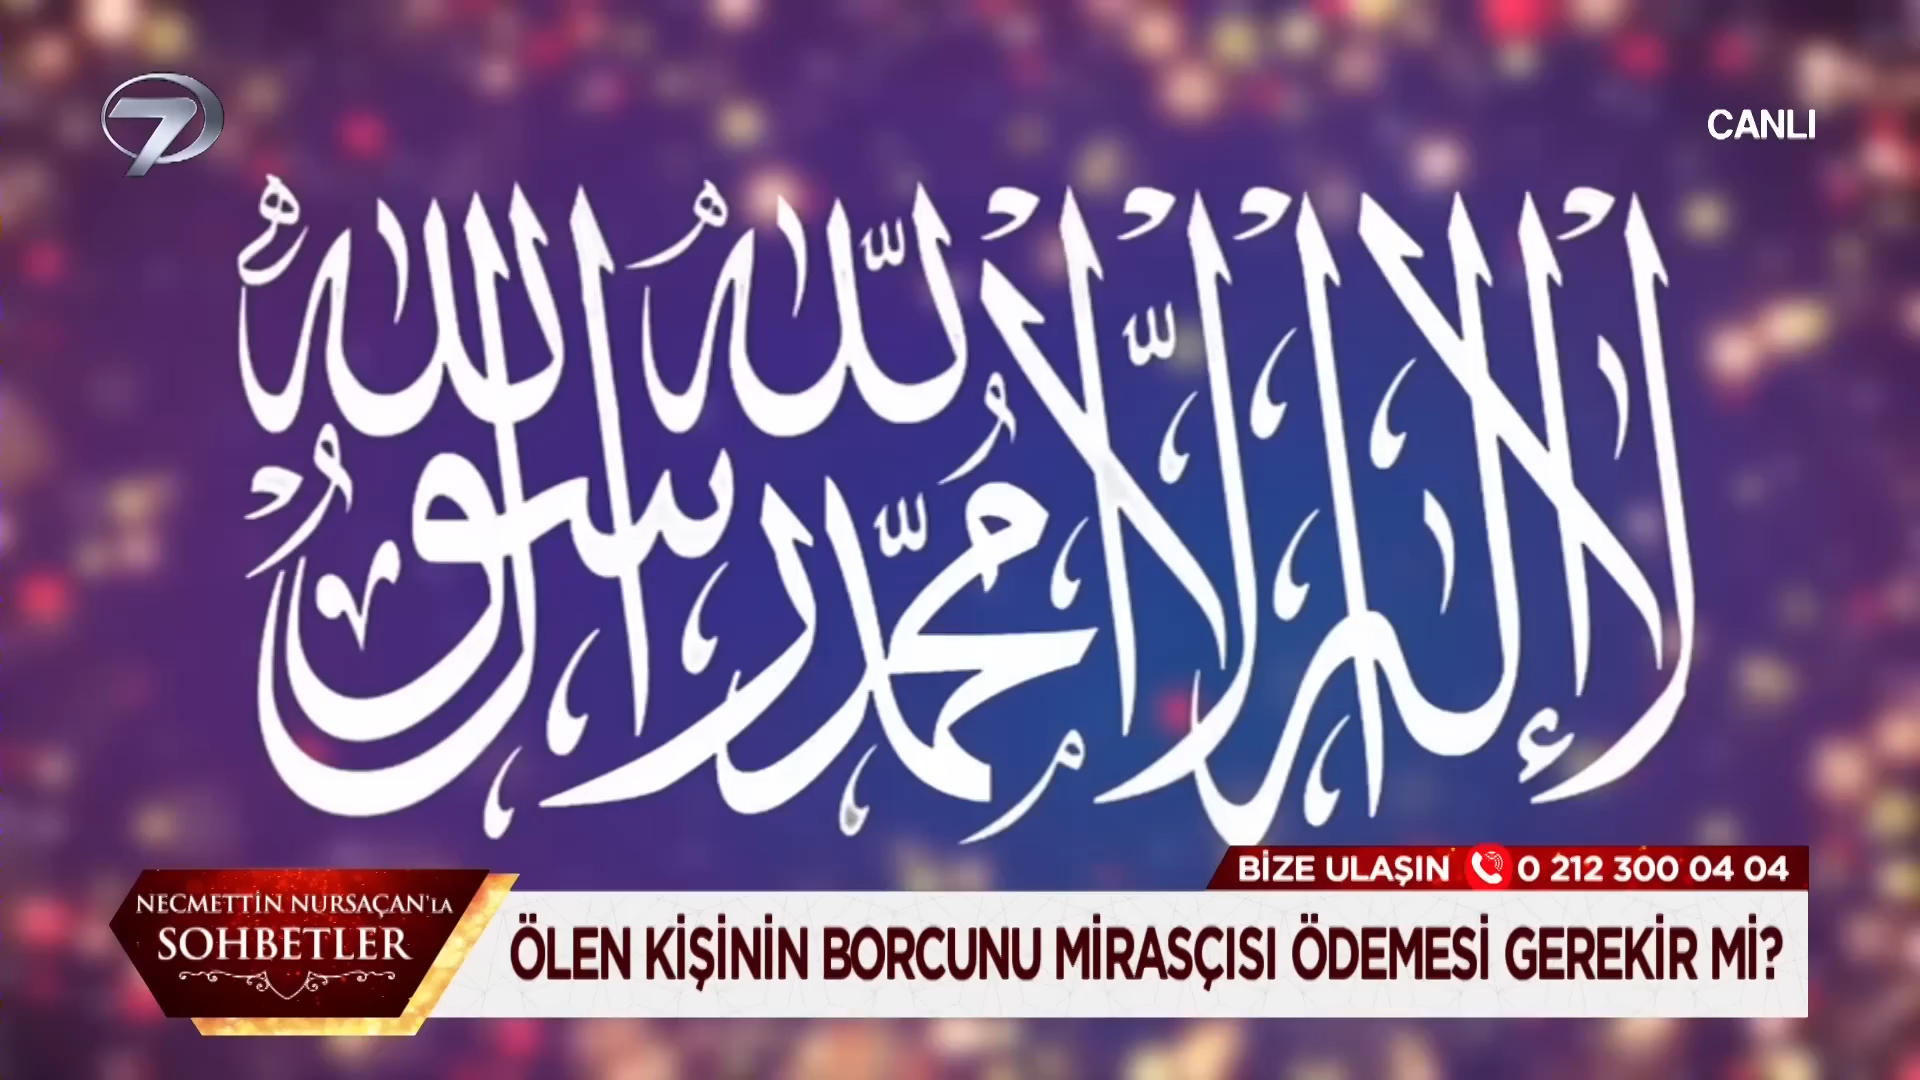 7
CANLI
لا إله إلا الله محمد رسول الله
BİZE ULAŞIN 0 212 300 04 04
NECMETTİN NURSAÇAN'LA
SOHBETLER
ÖLEN KİŞİNİN BORCUNU MİRASÇISI ÖDEMESİ GEREKİR Mİ?